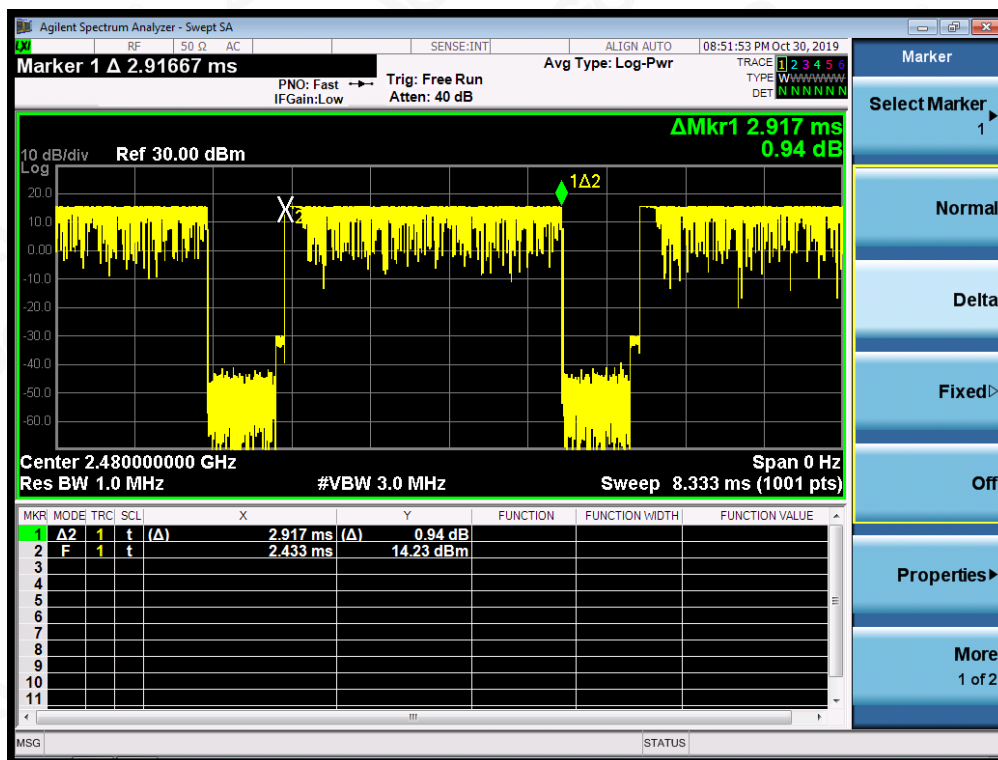 Agilent Spectrum Analyzer - Swept SA
LXI RF 50 Ω AC SENSE:INT ALIGN AUTO 08:51:53 PM Oct 30, 2019
Marker 1 Δ 2.91667 ms
PNO: Fast
IFGain:Low
Trig: Free Run
Atten: 40 dB
Avg Type: Log-Pwr
TRACE 1 2 3 4 5 6
TYPE WWWWWW
DET N N N N N N
ΔMkr1 2.917 ms
0.94 dB
10 dB/div Ref 30.00 dBm
Log
20.0
10.0
0.00
-10.0
-20.0
-30.0
-40.0
-50.0
-60.0
2
1Δ2
Center 2.480000000 GHz Span 0 Hz
Res BW 1.0 MHz #VBW 3.0 MHz Sweep 8.333 ms (1001 pts)
MKR MODE TRC SCL X Y FUNCTION FUNCTION WIDTH FUNCTION VALUE
1 Δ2 1 t (Δ) 2.917 ms (Δ) 0.94 dB
2 F 1 t 2.433 ms 14.23 dBm
3
4
5
6
7
8
9
10
11
MSG STATUS
Marker
Select Marker
1
Normal
Delta
Fixed
Off
Properties
More
1 of 2